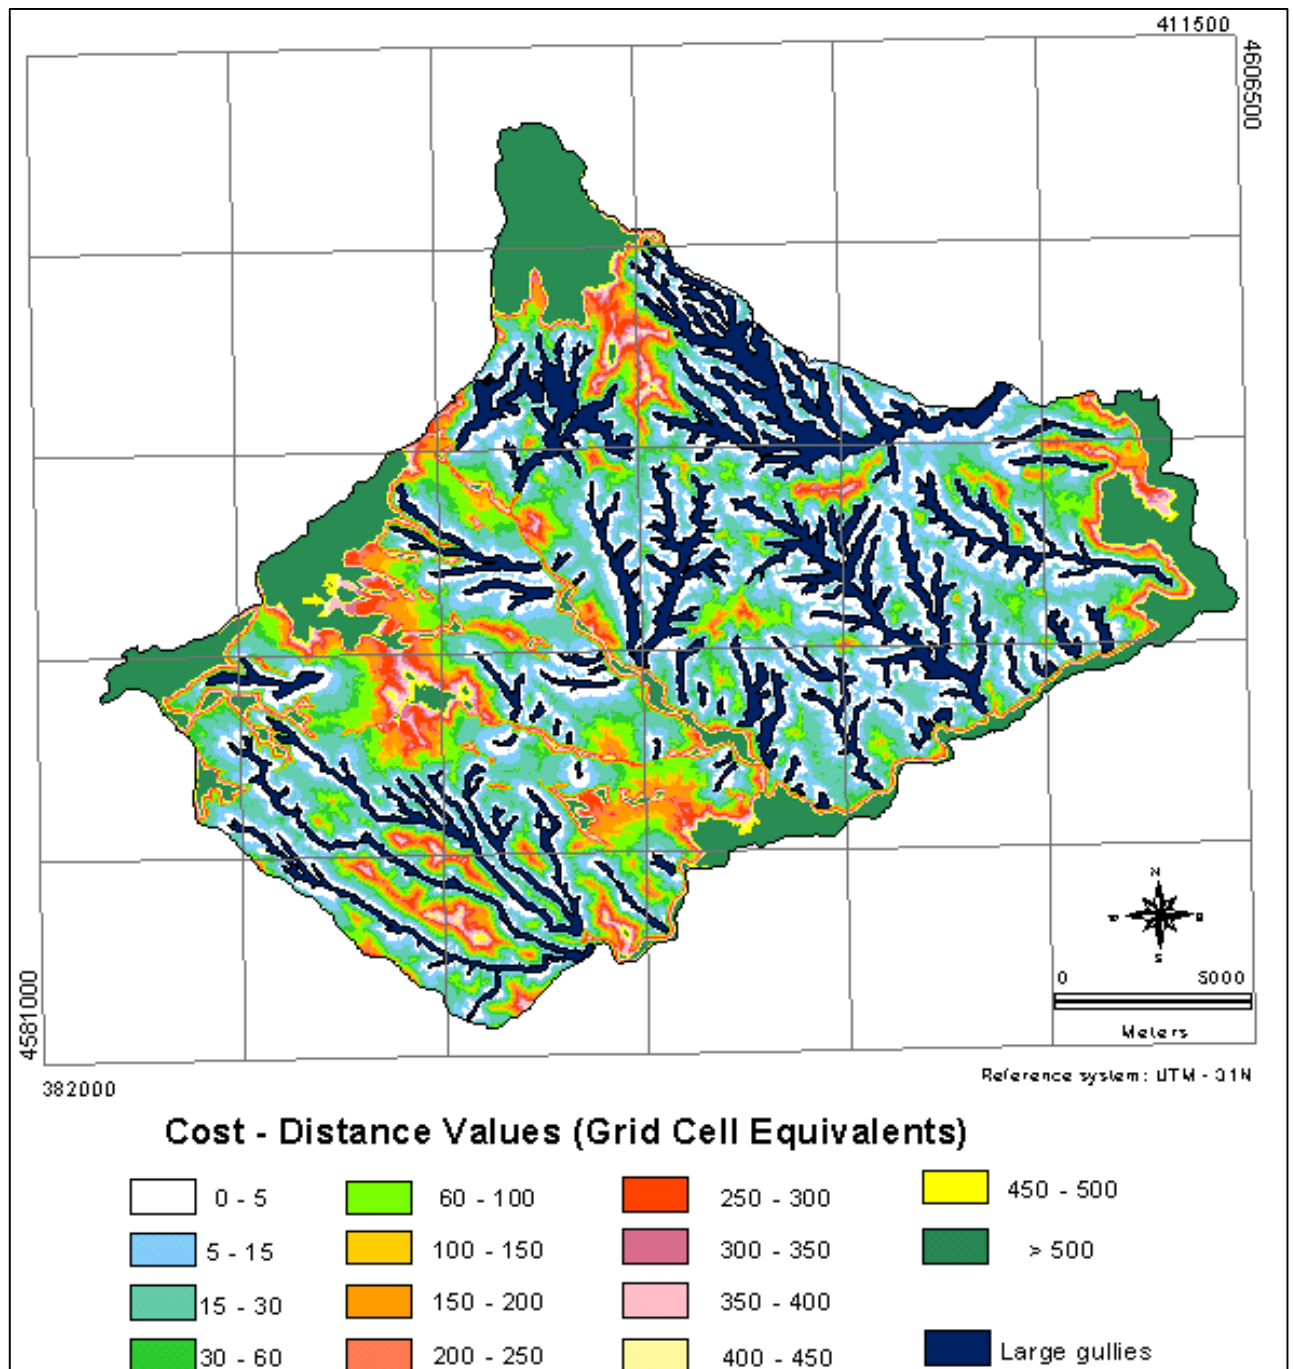 411500
4606500
N
S
0 5000
Meters
4581000
382000
Reference system: UTM - 31N
Cost - Distance Values (Grid Cell Equivalents)
0 - 5 60 - 100 250 - 300 450 - 500
5 - 15 100 - 150 300 - 350 > 500
15 - 30 150 - 200 350 - 400
30 - 60 200 - 250 400 - 450 Large gullies